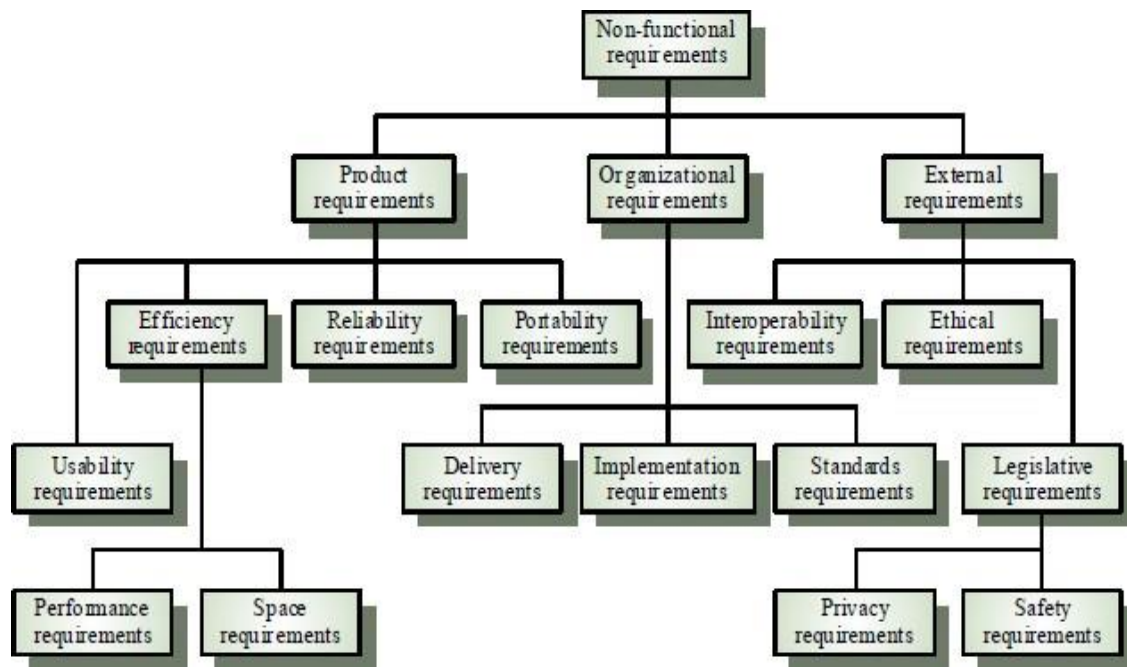 Non-functional
requirements
Product
requirements
Organizational
requirements
External
requirements
Efficiency
requirements
Reliability
requirements
Portability
requirements
Interoperability
requirements
Ethical
requirements
Usability
requirements
Delivery
requirements
Implementation
requirements
Standards
requirements
Legislative
requirements
Performance
requirements
Space
requirements
Privacy
requirements
Safety
requirements